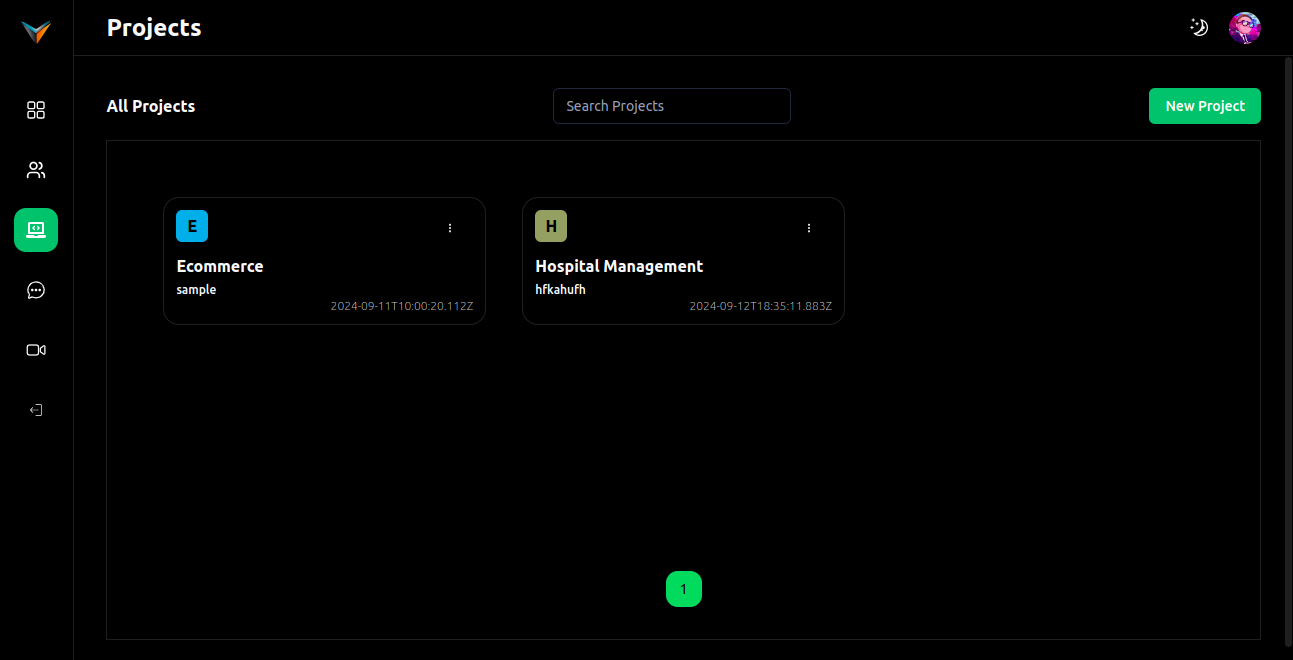 Projects
All Projects
Search Projects
New Project
E
Ecommerce
sample
2024-09-11T10:00:20.112Z
H
Hospital Management
hfkahufh
2024-09-12T18:35:11.883Z
1